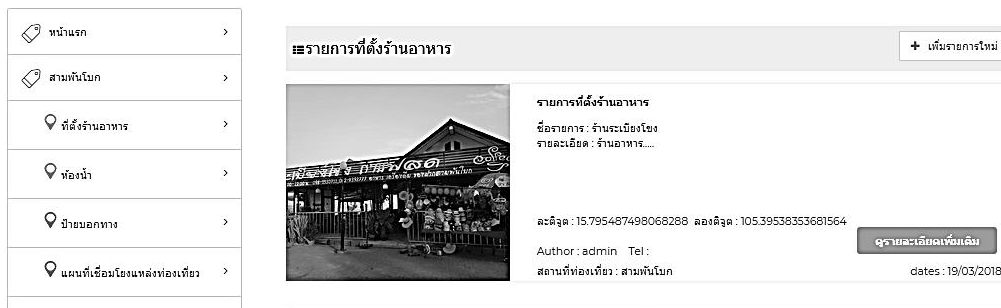 หน้าแรก
สามพันโบก
ที่ตั้งร้านอาหาร
ห้องน้ำ
ป้ายบอกทาง
แผนที่เชื่อมโยงแหล่งท่องเที่ยว
รายการที่ตั้งร้านอาหาร
+ เพิ่มรายการใหม่
กาแฟสด
รายการที่ตั้งร้านอาหาร
ชื่อรายการ : ร้านระเบียงโขง
รายละเอียด : ร้านอาหาร.....
ละติจูต : 15.795487498068288 ลองติจูต : 105.39538353681564
ดูรายละเอียดเพิ่มเติม
Author : admin Tel :
สถานที่ท่องเที่ยว : สามพันโบก
dates : 19/03/2018